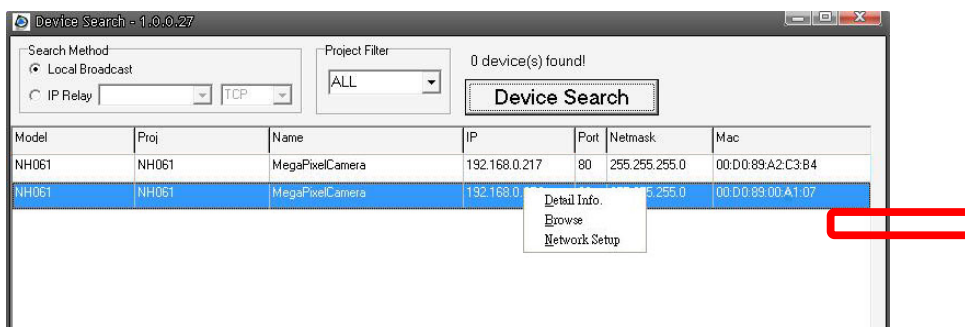 Device Search - 1.0.0.27
Search Method
Local Broadcast
IP Relay
TCP
Project Filter
ALL
0 device(s) found!
Device Search
Model Proj Name IP Port Netmask Mac
NH061 NH061 MegaPixelCamera 192.168.0.217 80 255.255.255.0 00:D0:89:A2:C3:B4
NH061 NH061 MegaPixelCamera 192.168.0. 5.255.0 00:D0:89:00:A1:07
Detail Info.
Browse
Network Setup